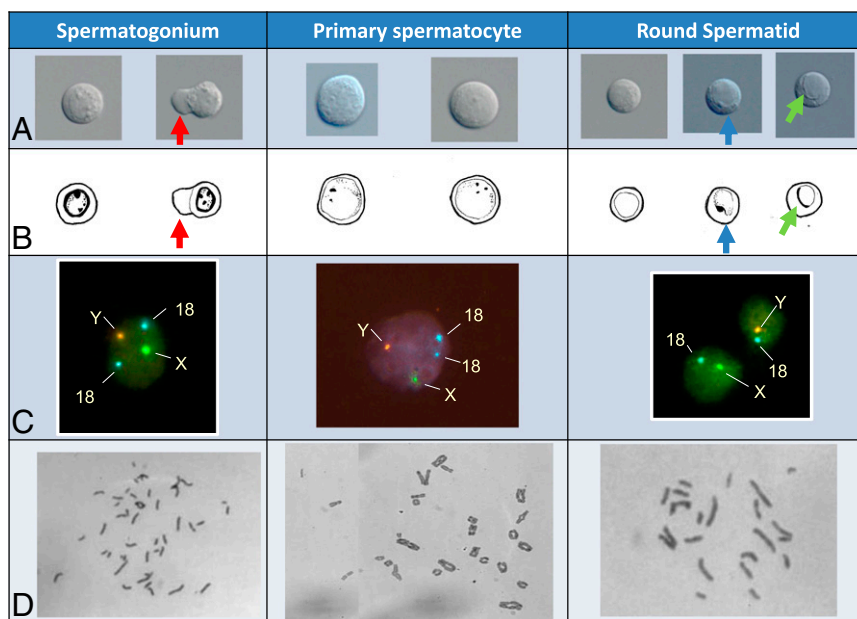 Spermatogonium Primary spermatocyte Round Spermatid
A
B
C
Y 18 X 18
Y 18 18 X
18 Y 18 X
D